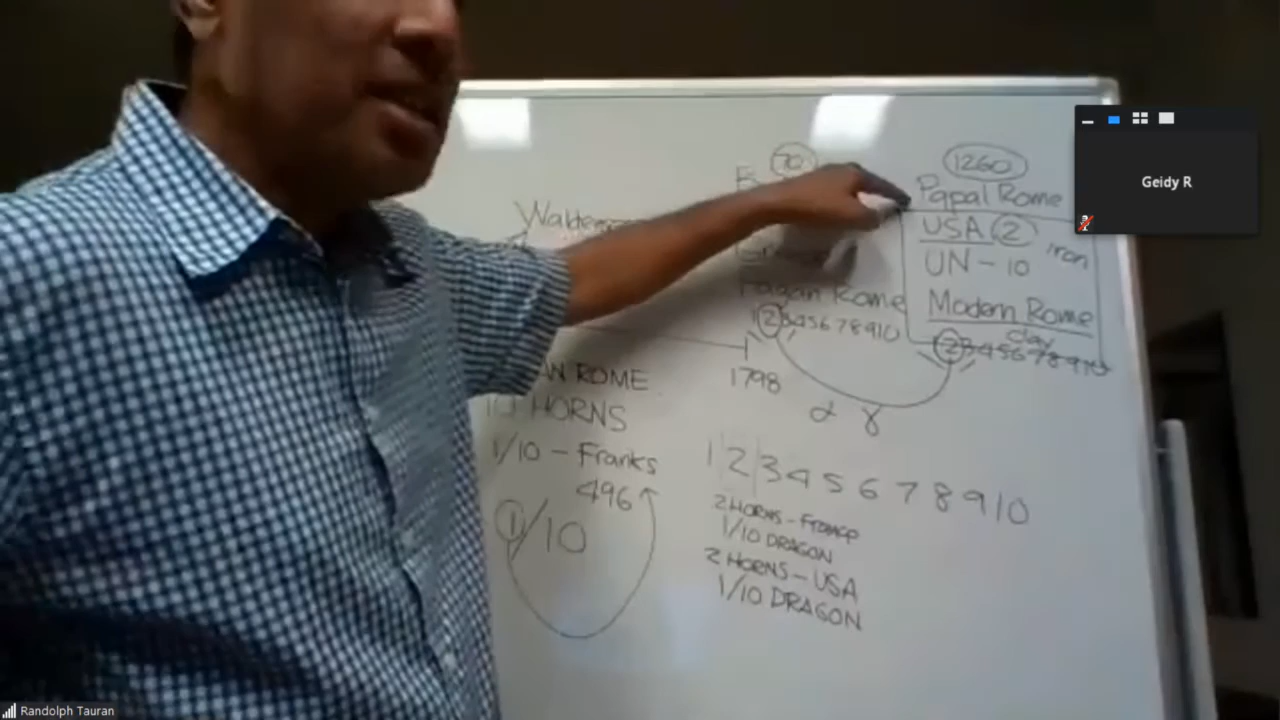 70
1260
Papal Rome
USA 2
iron
UN - 10
Pagan Rome
Modern Rome
clay
12345678910
1798
α γ
ROME
HORNS
1/10 - Franks
496
1/10
1 2 3 4 5 6 7 8 9 10
2 HORNS - France
1/10 DRAGON
2 HORNS - USA
1/10 DRAGON
Geidy R
Randolph Tauran